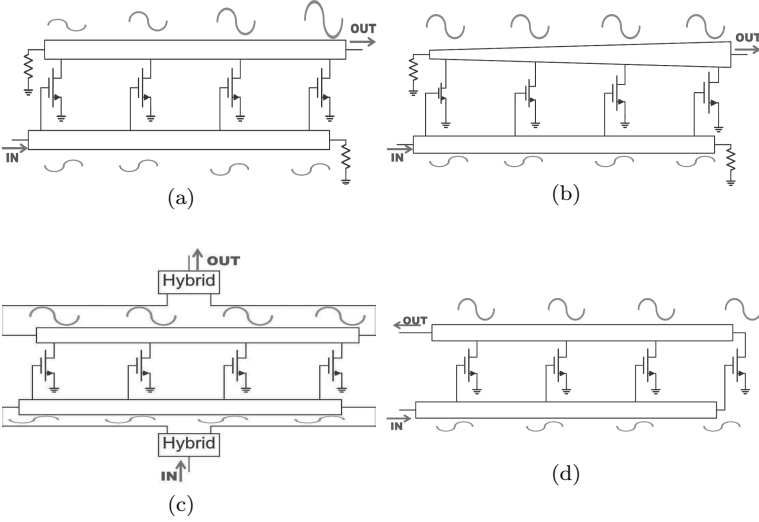 OUT
IN
(a)
OUT
IN
(b)
OUT
Hybrid
Hybrid
IN
(c)
OUT
IN
(d)